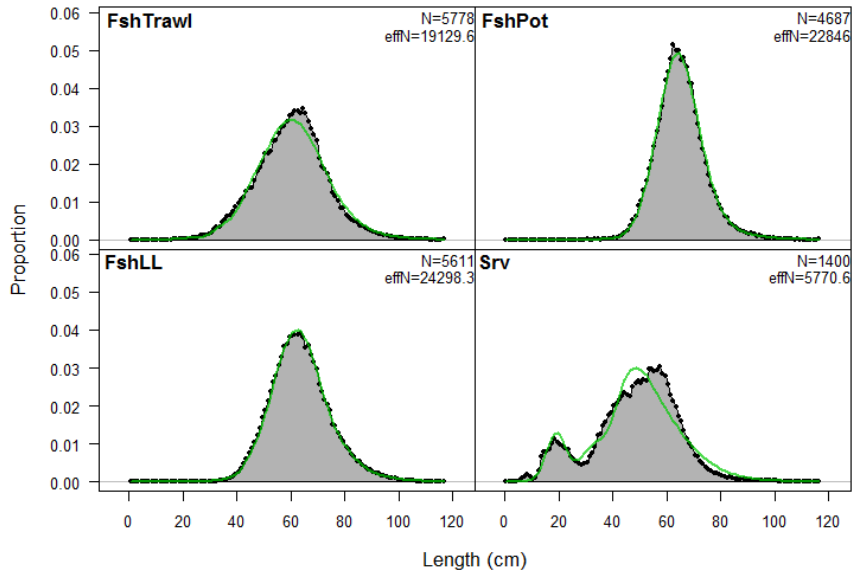 FshTrawl
N=5778
effN=19129.6
FshPot
N=4687
effN=22846
0.06
0.05
0.04
0.03
0.02
0.01
0.00
FshLL
N=5611
effN=24298.3
Srv
N=1400
effN=5770.6
0.06
0.05
0.04
0.03
0.02
0.01
0.00
Proportion
0 20 40 60 80 100 120
0 20 40 60 80 100 120
Length (cm)